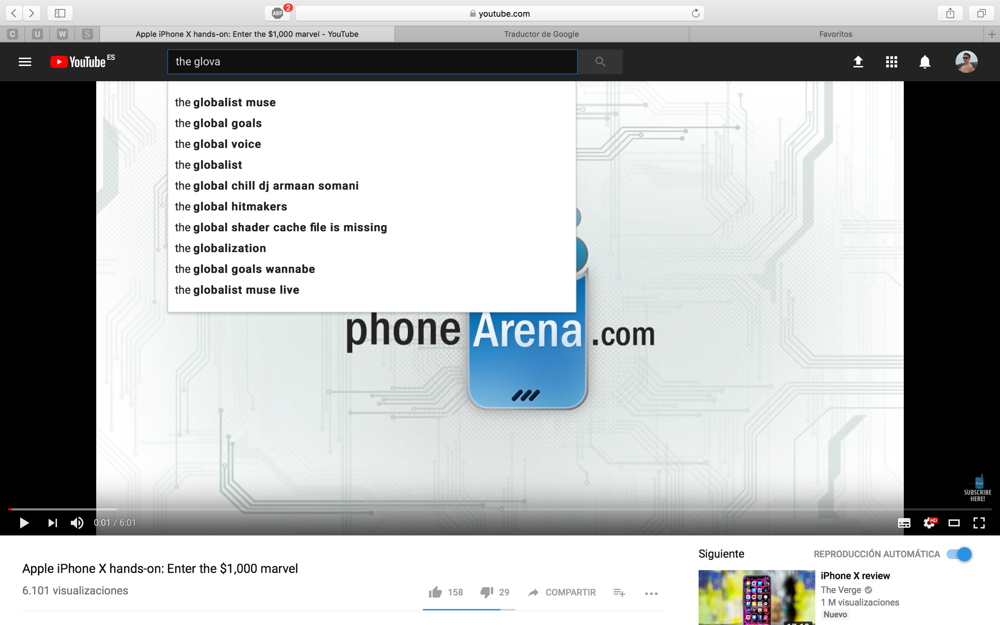 ABP
2
youtube.com
C
U
W
S
Apple iPhone X hands-on: Enter the $1,000 marvel - YouTube
Traductor de Google
Favoritos
YouTube ES
the glova
the globalist muse
the global goals
the global voice
the globalist
the global chill dj armaan somani
the global hitmakers
the global shader cache file is missing
the globalization
the global goals wannabe
the globalist muse live
phoneArena.com
Arena
SUBSCRIBE
HERE!
0:01 / 6:01
HD
Siguiente
REPRODUCCIÓN AUTOMÁTICA
Apple iPhone X hands-on: Enter the $1,000 marvel
6.101 visualizaciones
158
29
COMPARTIR
iPhone X review
The Verge
1 M visualizaciones
Nuevo